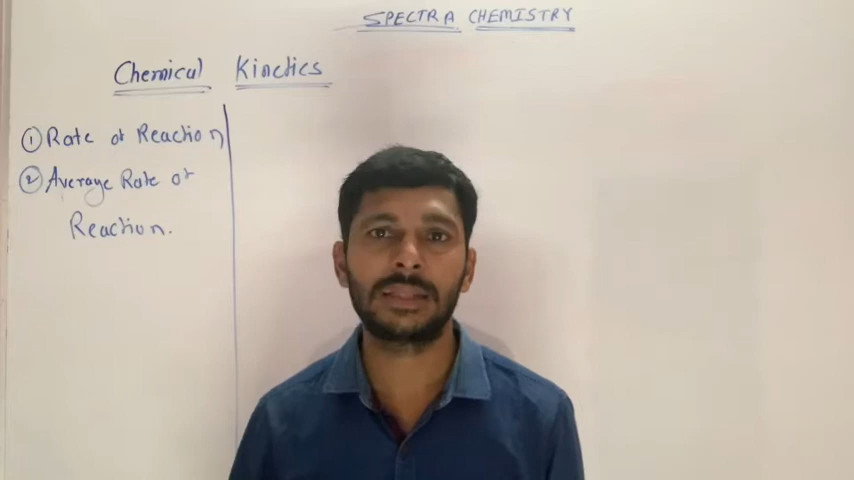 SPECTRA CHEMISTRY
Chemical Kinetics
① Rate of Reaction
② Average Rate of
Reaction.